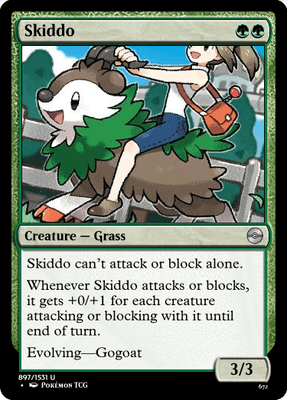 Skiddo
Creature — Grass
Skiddo can't attack or block alone.
Whenever Skiddo attacks or blocks,
it gets +0/+1 for each creature
attacking or blocking with it until
end of turn.
Evolving—Gogoat
3/3
897/1531 U
• Pokémon TCG
672